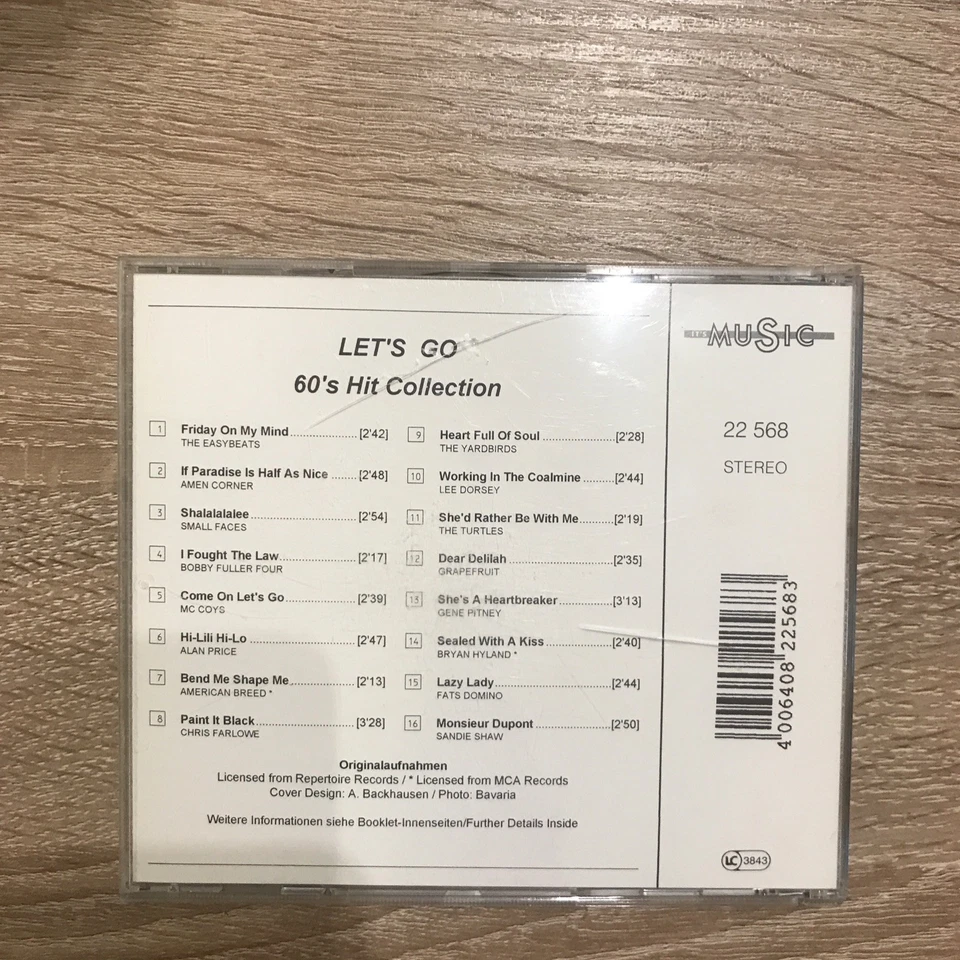 LET'S GO
60's Hit Collection
1 Friday On My Mind....................[2'42]
THE EASYBEATS
2 If Paradise Is Half As Nice .......[2'48]
AMEN CORNER
3 Shalalalalee................................[2'54]
SMALL FACES
4 I Fought The Law.......................[2'17]
BOBBY FULLER FOUR
5 Come On Let's Go.....................[2'39]
MC COYS
6 Hi-Lili Hi-Lo ................................[2'47]
ALAN PRICE
7 Bend Me Shape Me....................[2'13]
AMERICAN BREED *
8 Paint It Black..............................[3'28]
CHRIS FARLOWE
9 Heart Full Of Soul .....................[2'28]
THE YARDBIRDS
10 Working In The Coalmine .........[2'44]
LEE DORSEY
11 She'd Rather Be With Me..........[2'19]
THE TURTLES
12 Dear Delilah ...............................[2'35]
GRAPEFRUIT
13 She's A Heartbreaker................[3'13]
GENE PITNEY
14 Sealed With A Kiss ....................[2'40]
BRYAN HYLAND *
15 Lazy Lady...................................[2'44]
FATS DOMINO
16 Monsieur Dupont .......................[2'50]
SANDIE SHAW
Originalaufnahmen
Licensed from Repertoire Records / * Licensed from MCA Records
Cover Design: A. Backhausen / Photo: Bavaria
Weitere Informationen siehe Booklet-Innenseiten/Further Details Inside
IT'S MUSIC
22 568
STEREO
4 006408 225683
LC 3843